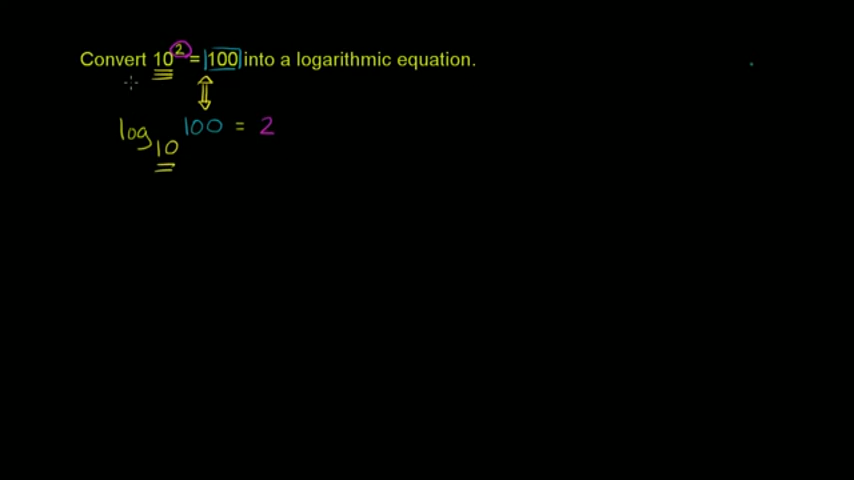 Convert 10² = 100 into a logarithmic equation.
log₁₀ 100 = 2